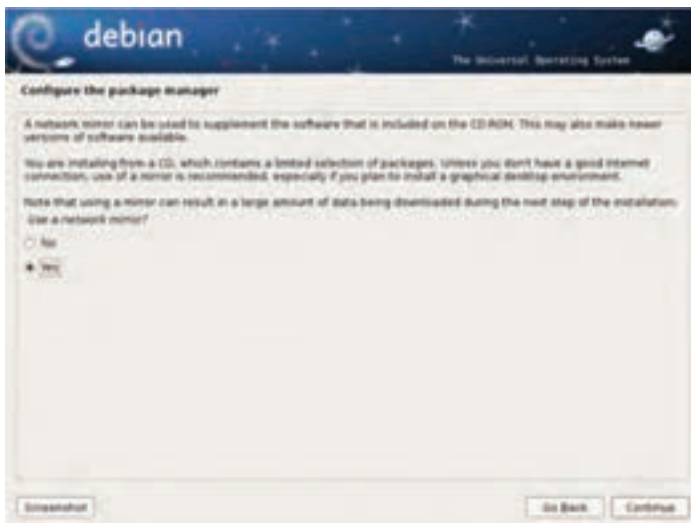 debian
The Universal Operating System
Configure the package manager
A network mirror can be used to supplement the software that is included on the CD-ROM. This may also make newer
versions of software available.
You are installing from a CD, which contains a limited selection of packages. Unless you don't have a good Internet
connection, use of a mirror is recommended, especially if you plan to install a graphical desktop environment.
Note that using a mirror can result in a large amount of data being downloaded during the next step of the installation.
Use a network mirror?
No
Yes
Screenshot
Go Back
Continue